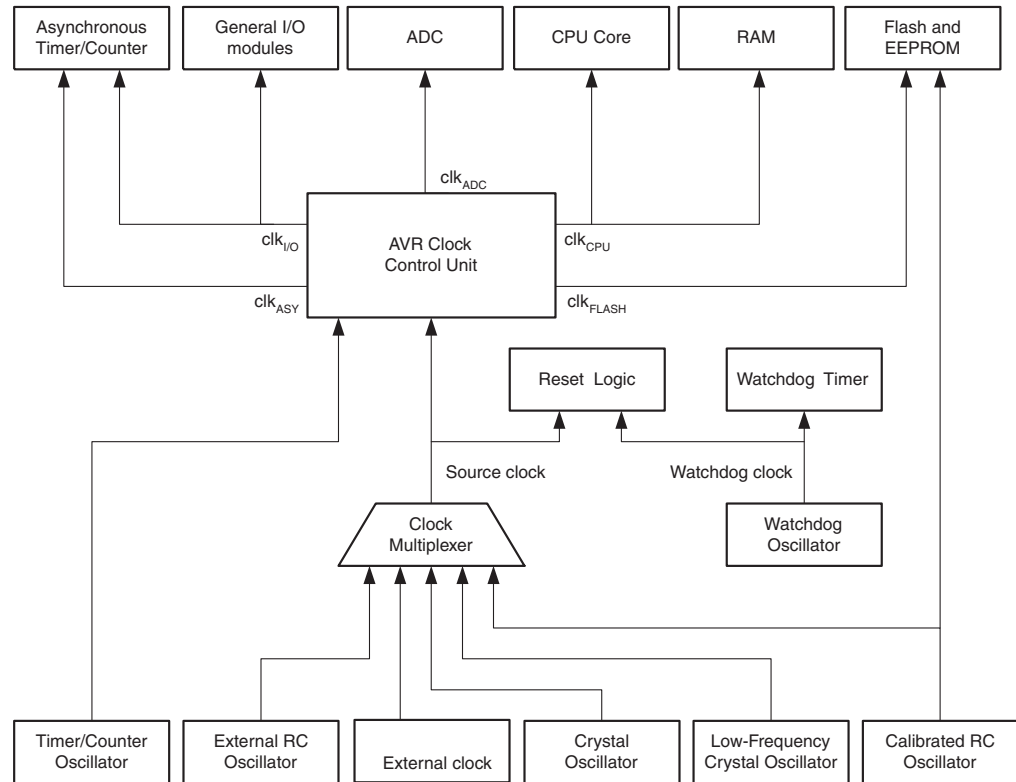 Asynchronous
Timer/Counter
General I/O
modules
ADC
CPU Core
RAM
Flash and
EEPROM
clkADC
clkI/O
AVR Clock
Control Unit
clkCPU
clkASY
clkFLASH
Reset Logic
Watchdog Timer
Source clock
Watchdog clock
Clock
Multiplexer
Watchdog
Oscillator
Timer/Counter
Oscillator
External RC
Oscillator
External clock
Crystal
Oscillator
Low-Frequency
Crystal Oscillator
Calibrated RC
Oscillator